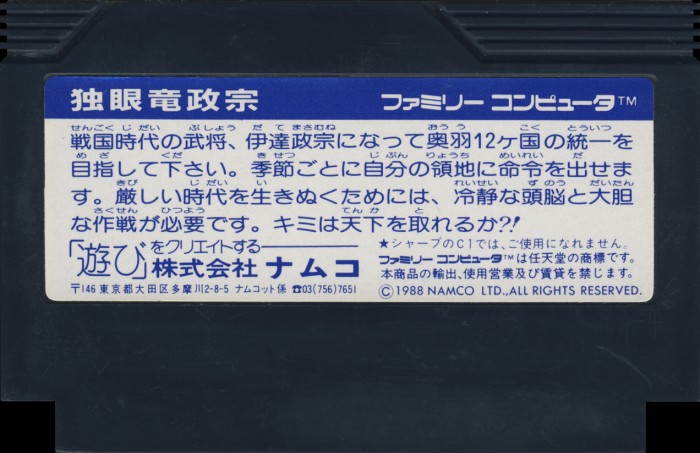 独眼竜政宗 ファミリー コンピュータ™
戦国時代の武将、伊達政宗になって奥羽12ヶ国の統一を
目指して下さい。季節ごとに自分の領地に命令を出せま
す。厳しい時代を生きぬくためには、冷静な頭脳と大胆
な作戦が必要です。キミは天下を取れるか?!
「遊び」をクリエイトする
株式会社 ナムコ
〒146 東京都大田区多摩川2-8-5 ナムコット係 ☎03(756)7651
★シャープのC1では、ご使用になれません。
ファミリー コンピュータ™は任天堂の商標です。
本商品の輸出、使用営業及び賃貸を禁じます。
©1988 NAMCO LTD., ALL RIGHTS RESERVED.